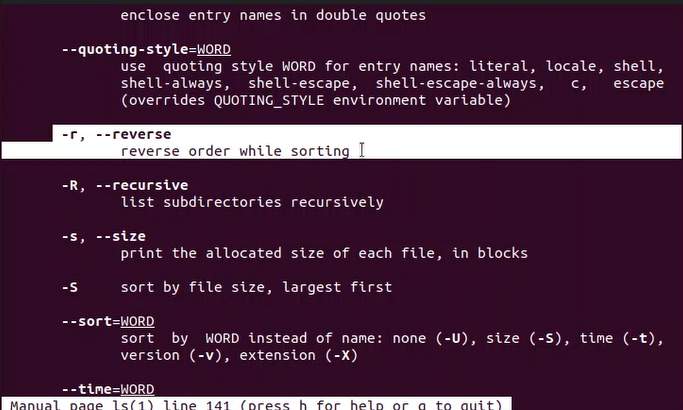 enclose entry names in double quotes
--quoting-style=WORD
use quoting style WORD for entry names: literal, locale, shell,
shell-always, shell-escape, shell-escape-always, c, escape
(overrides QUOTING_STYLE environment variable)
-r, --reverse
reverse order while sorting
-R, --recursive
list subdirectories recursively
-s, --size
print the allocated size of each file, in blocks
-S sort by file size, largest first
--sort=WORD
sort by WORD instead of name: none (-U), size (-S), time (-t),
version (-v), extension (-X)
--time=WORD
Manual page ls(1) line 141 (press h for help or q to quit)